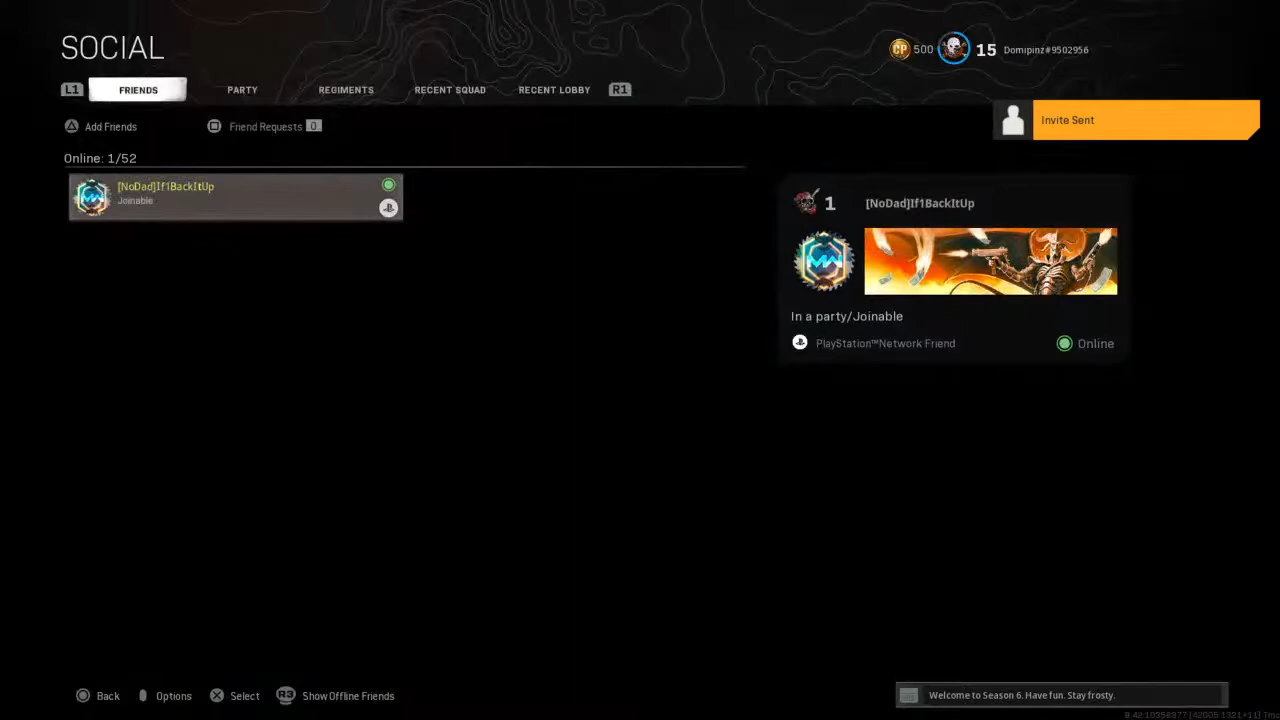 SOCIAL
CP 500 15 Domipinz#9502956
L1 FRIENDS PARTY REGIMENTS RECENT SQUAD RECENT LOBBY R1
Add Friends Friend Requests 0
Invite Sent
Online: 1/52
[NoDad]If1BackItUp
Joinable
1 [NoDad]If1BackItUp
In a party/Joinable
PlayStation™Network Friend Online
Back Options Select R3 Show Offline Friends
Welcome to Season 6. Have fun. Stay frosty.